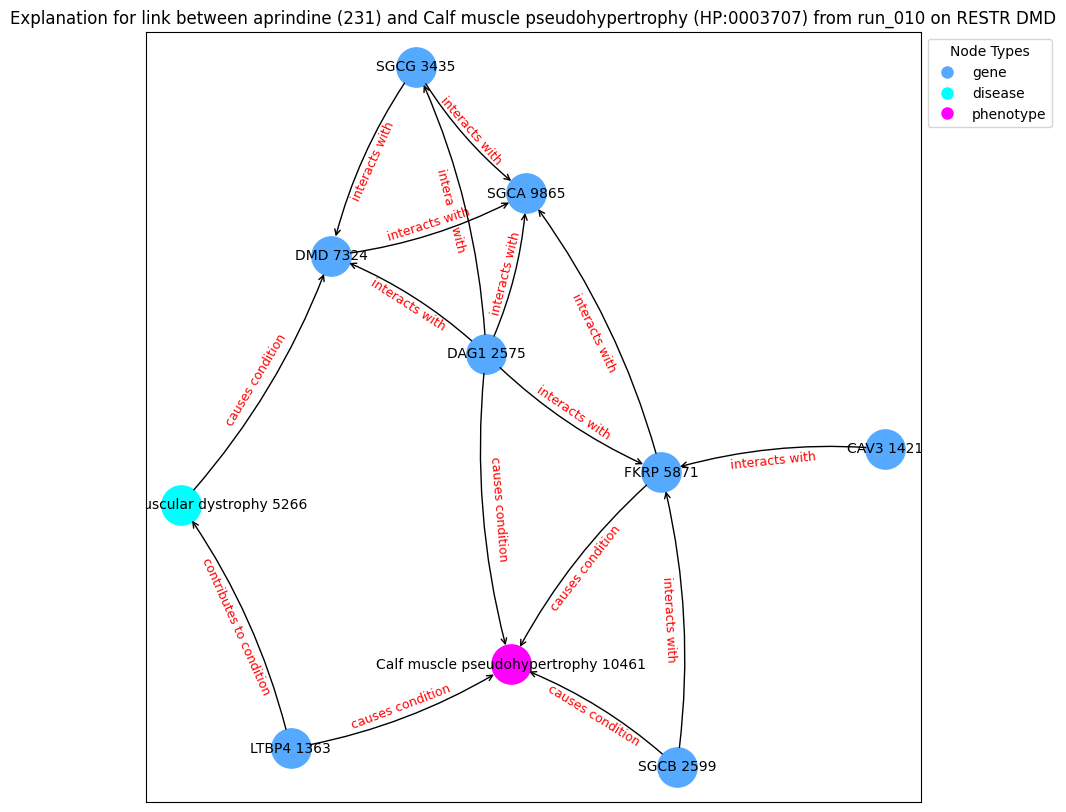 Explanation for link between aprindine (231) and Calf muscle pseudohypertrophy (HP:0003707) from run_010 on RESTR DMD
Node Types
gene
disease
phenotype
SGCG 3435
interacts with
interacts with
intera
with
SGCA 9865
interacts with
DMD 7324
interacts with
interacts with
interacts with
DAG1 2575
causes condition
interacts with
CAV3 1421
interacts with
FKRP 5871
causes condition
uscular dystrophy 5266
causes condition
contributes to condition
interacts with
Calf muscle pseudohypertrophy 10461
causes condition
causes condition
LTBP4 1363
SGCB 2599